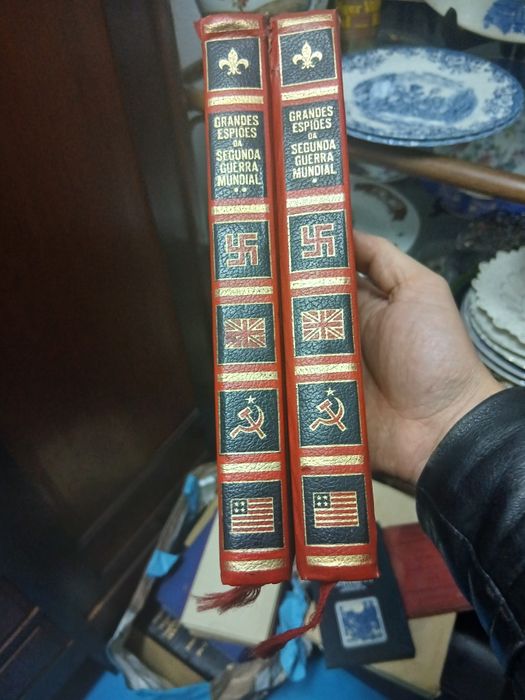 GRANDES
ESPIÕES
DA
SEGUNDA
GUERRA
MUNDIAL
**
GRANDES
ESPIÕES
DA
SEGUNDA
GUERRA
MUNDIAL
*